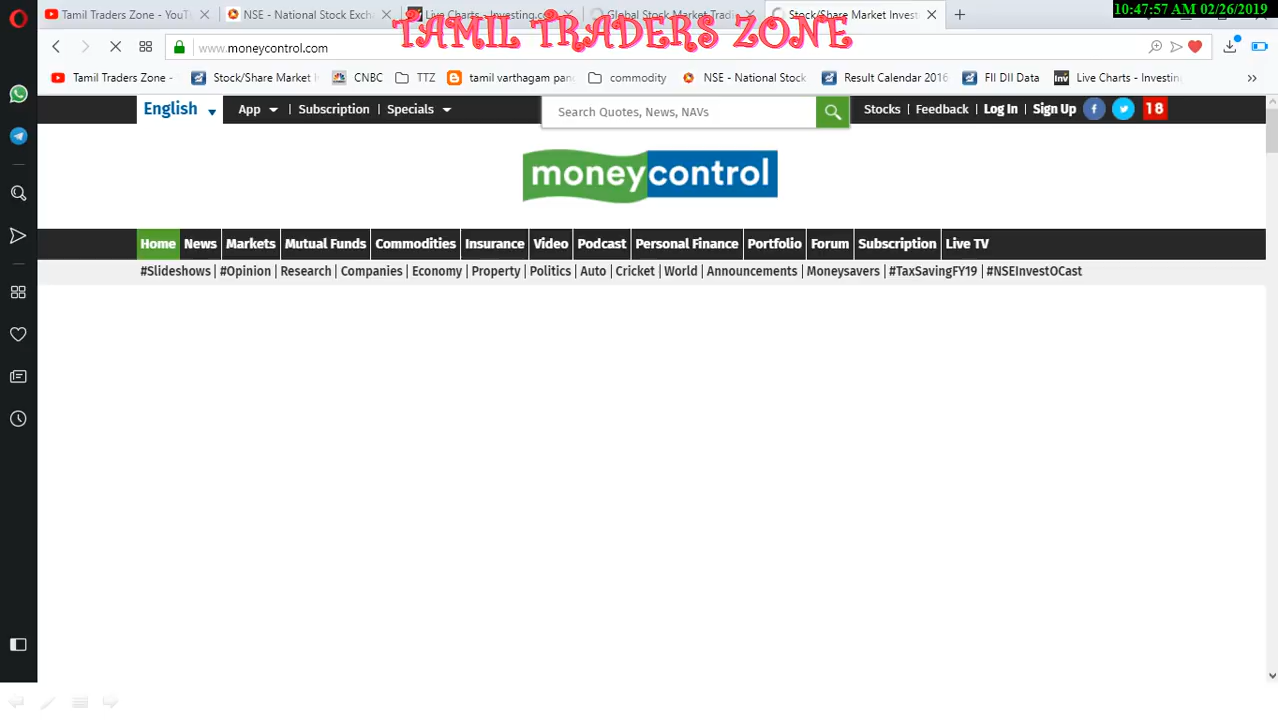 10:47:57 AM 02/26/2019
Tamil Traders Zone - YouT
NSE - National Stock Exch
Live Charts - Investing.co
Global Stock Market Tradi
Stock/Share Market Invest
TAMIL TRADERS ZONE
www.moneycontrol.com
Tamil Traders Zone -
Stock/Share Market I
CNBC
TTZ
tamil varthagam pan
commodity
NSE - National Stock
Result Calendar 2016
FII DII Data
Inv Live Charts - Investin
English App | Subscription | Specials
Search Quotes, News, NAVs
Stocks | Feedback | Log In | Sign Up
18
moneycontrol
Home News Markets Mutual Funds Commodities Insurance Video Podcast Personal Finance Portfolio Forum Subscription Live TV
#Slideshows | #Opinion | Research | Companies | Economy | Property | Politics | Auto | Cricket | World | Announcements | Moneysavers | #TaxSavingFY19 | #NSEInvestOCast